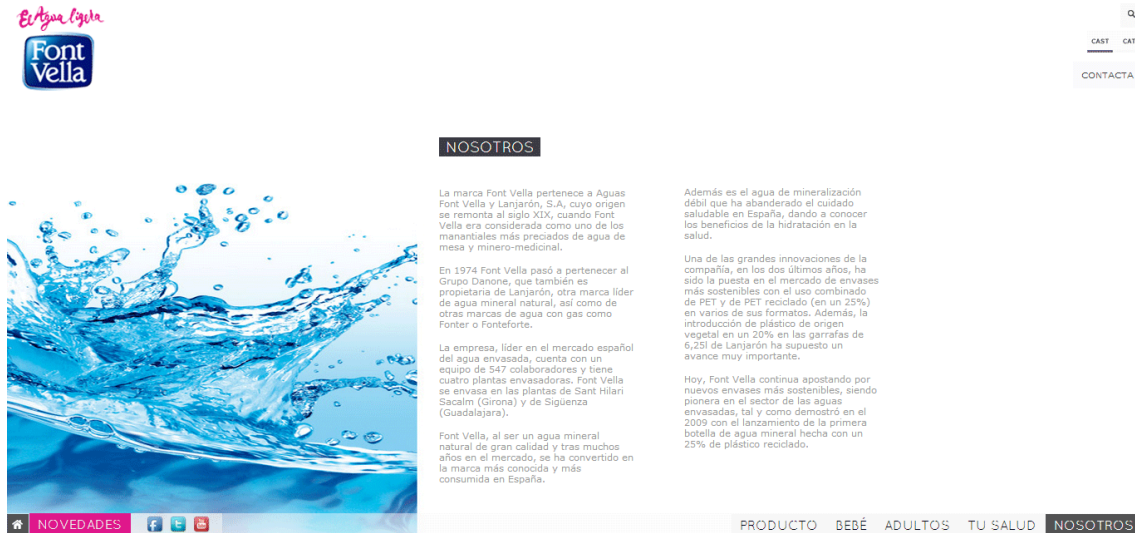 El Agua ligera
Font
Vella
CAST CAT
CONTACTA
NOSOTROS
La marca Font Vella pertenece a Aguas
Font Vella y Lanjarón, S.A, cuyo origen
se remonta al siglo XIX, cuando Font
Vella era considerada como uno de los
manantiales más preciados de agua de
mesa y minero-medicinal.
En 1974 Font Vella pasó a pertenecer al
Grupo Danone, que también es
propietaria de Lanjarón, otra marca líder
de agua mineral natural, así como de
otras marcas de agua con gas como
Fonter o Fonteforte.
La empresa, líder en el mercado español
del agua envasada, cuenta con un
equipo de 547 colaboradores y tiene
cuatro plantas envasadoras. Font Vella
se envasa en las plantas de Sant Hilari
Sacalm (Girona) y de Sigüenza
(Guadalajara).
Font Vella, al ser un agua mineral
natural de gran calidad y tras muchos
años en el mercado, se ha convertido en
la marca más conocida y más
consumida en España.
Además es el agua de mineralización
débil que ha abanderado el cuidado
saludable en España, dando a conocer
los beneficios de la hidratación en la
salud.
Una de las grandes innovaciones de la
compañía, en los dos últimos años, ha
sido la puesta en el mercado de envases
más sostenibles con el uso combinado
de PET y de PET reciclado (en un 25%)
en varios de sus formatos. Además, la
introducción de plástico de origen
vegetal en un 20% en las garrafas de
6,25l de Lanjarón ha supuesto un
avance muy importante.
Hoy, Font Vella continua apostando por
nuevos envases más sostenibles, siendo
pionera en el sector de las aguas
envasadas, tal y como demostró en el
2009 con el lanzamiento de la primera
botella de agua mineral hecha con un
25% de plástico reciclado.
NOVEDADES
PRODUCTO BEBÉ ADULTOS TU SALUD NOSOTROS